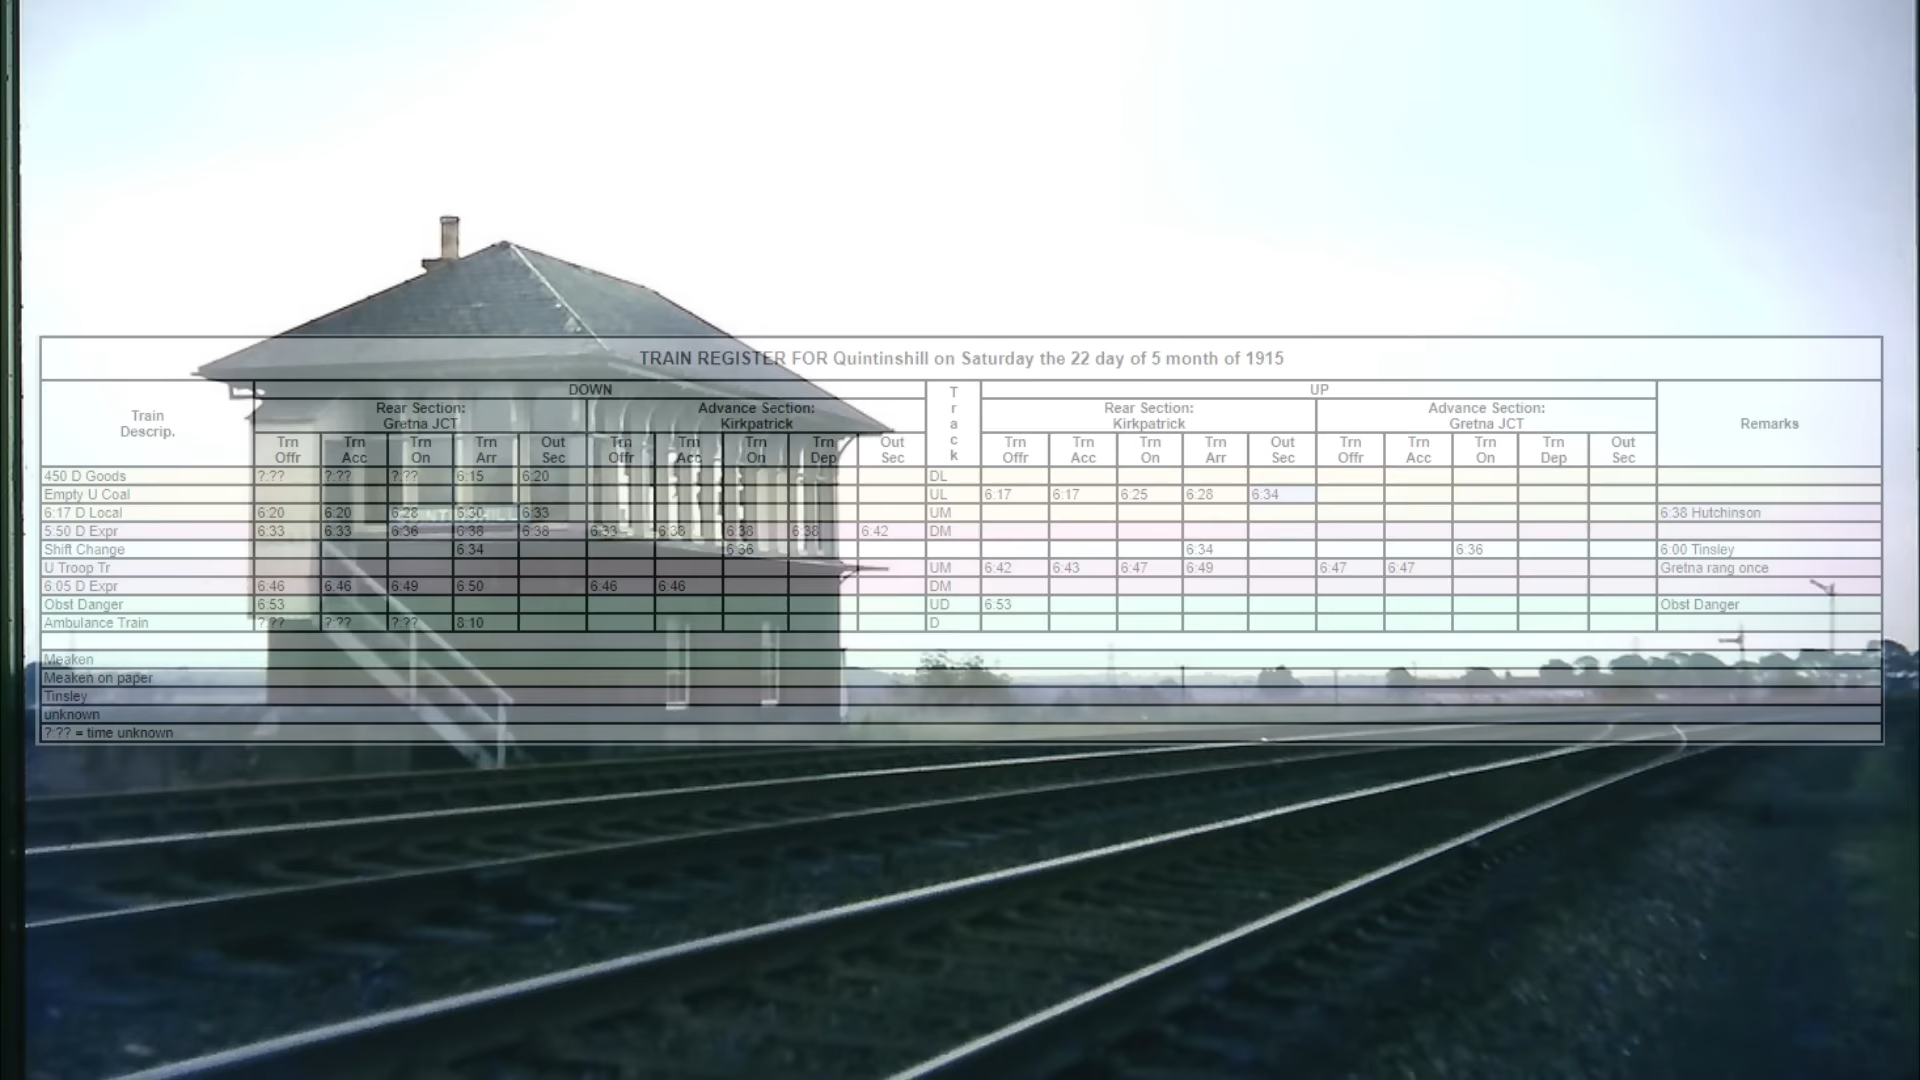 TRAIN REGISTER FOR Quintinshill on Saturday the 22 day of 5 month of 1915
Train Descrip. DOWN Track UP Remarks
Rear Section: Gretna JCT Advance Section: Kirkpatrick Rear Section: Kirkpatrick Advance Section: Gretna JCT
Trn Offr Trn Acc Trn On Trn Arr Out Sec Trn Offr Trn Acc Trn On Trn Dep Out Sec Trn Offr Trn Acc Trn On Trn Arr Out Sec Trn Offr Trn Acc Trn On Trn Dep Out Sec
450 D Goods ?:?? ?:?? ?:?? 6:15 6:20 DL
Empty U Coal UL 6:17 6:17 6:25 6:28 6:34
6:17 D Local 6:20 6:20 6:28 6:30 6:33 UM 6:38 Hutchinson
5:50 D Expr 6:33 6:33 6:36 6:38 6:38 6:33 6:38 6:38 6:38 6:42 DM
Shift Change 6:34 6:36 6:34 6:36 6:00 Tinsley
U Troop Tr UM 6:42 6:43 6:47 6:49 6:47 6:47 Gretna rang once
6:05 D Expr 6:46 6:46 6:49 6:50 6:46 6:46 DM
Obst Danger 6:53 UD 6:53 Obst Danger
Ambulance Train ?:?? ?:?? ?:?? 8:10 D
Meaken
Meaken on paper
Tinsley
unknown
?:?? = time unknown